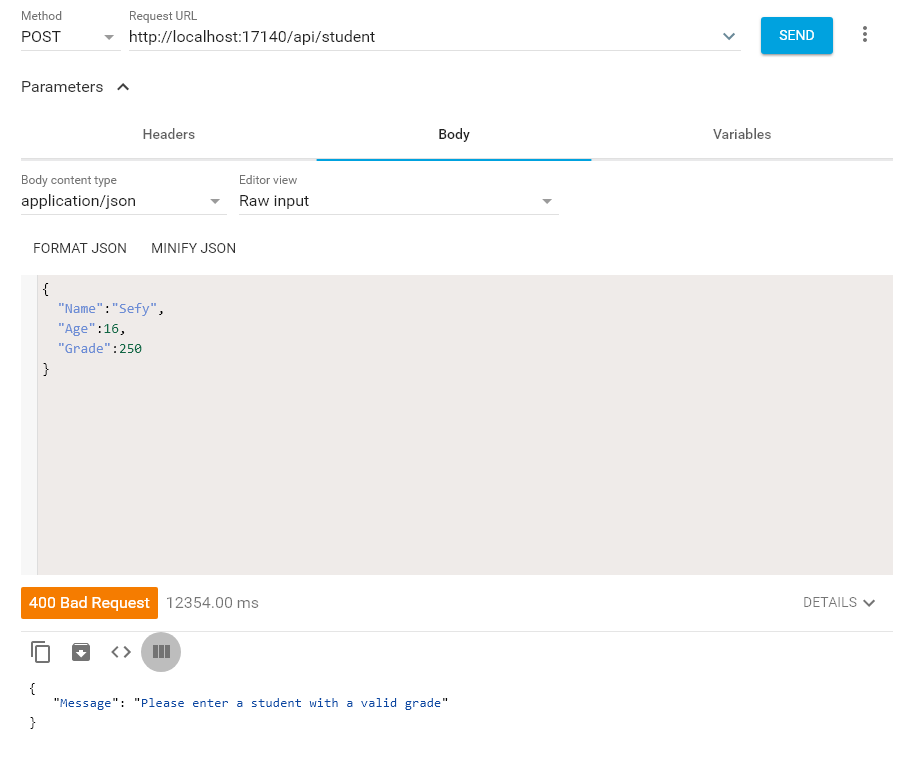 Method
Request URL
POST
http://localhost:17140/api/student
SEND
Parameters
Headers
Body
Variables
Body content type
Editor view
application/json
Raw input
FORMAT JSON
MINIFY JSON
{
"Name":"Sefy",
"Age":16,
"Grade":250
}
400 Bad Request
12354.00 ms
DETAILS
{
"Message": "Please enter a student with a valid grade"
}